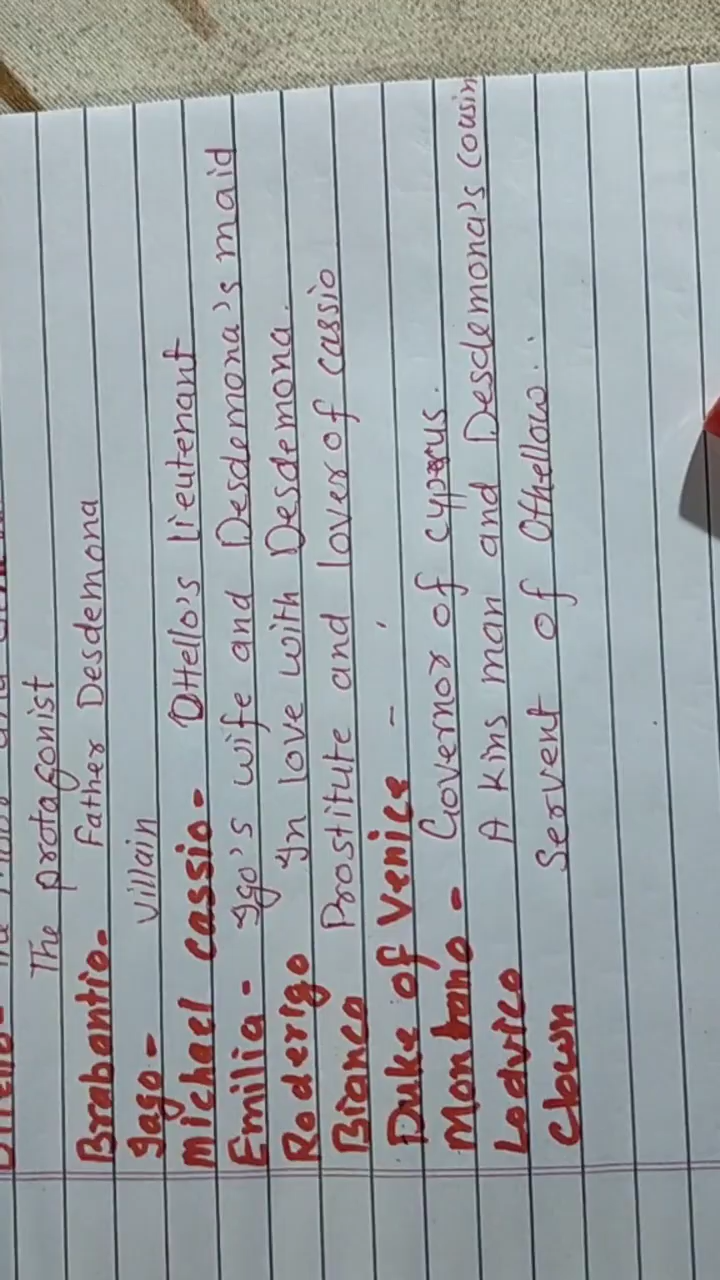 The protagonist
Brabantio- Father Desdemona
Iago- Villain
Michael Cassio- OHello's lieutenant
Emilia- Igo's wife and Desdemona's maid
Roderigo In love with Desdemona.
Bianca Prostitute and lover of cassio
Duke of Venice -
Montano- Governor of cyprus.
Lodvico A kins man and Desdemona's cousin
Clown Servent of Othellow..